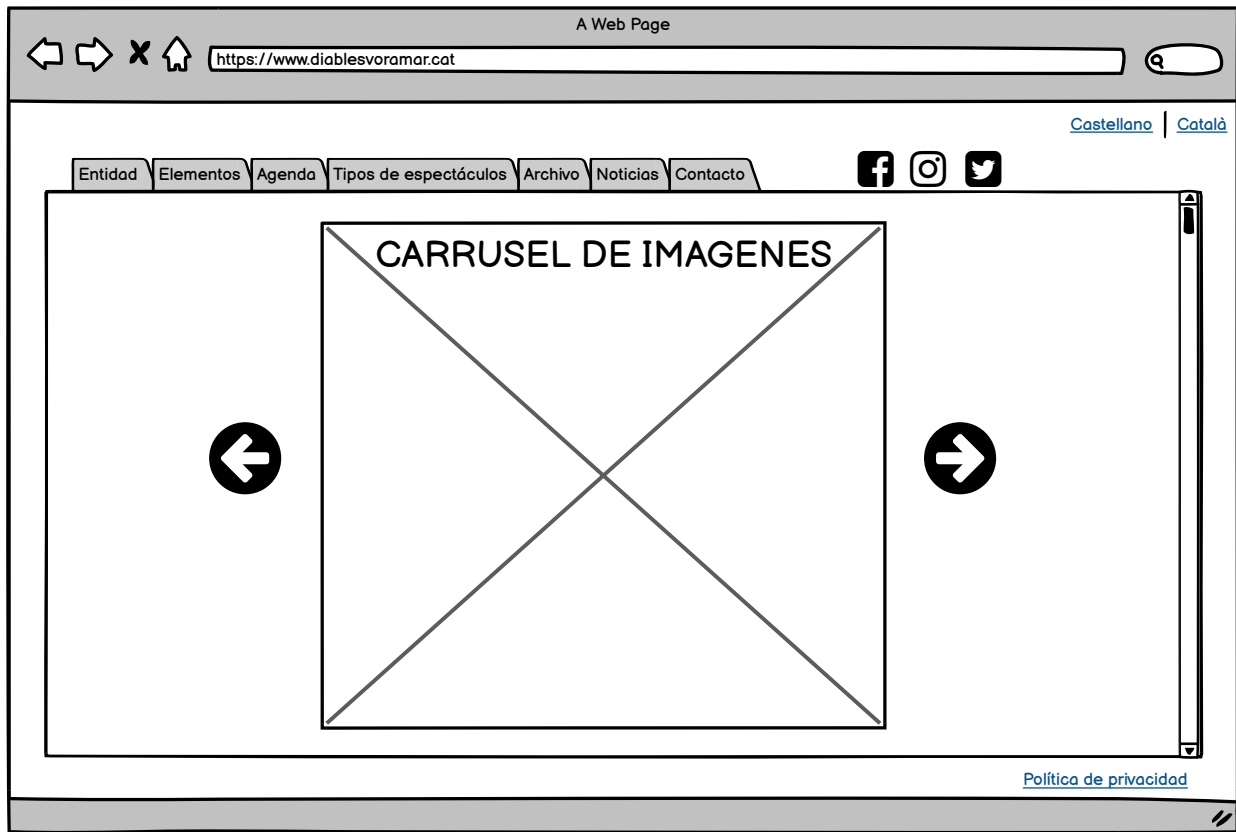 A Web Page
https://www.diablesvoramar.cat
Castellano Català
Entidad Elementos Agenda Tipos de espectáculos Archivo Noticias Contacto
CARRUSEL DE IMAGENES
Política de privacidad